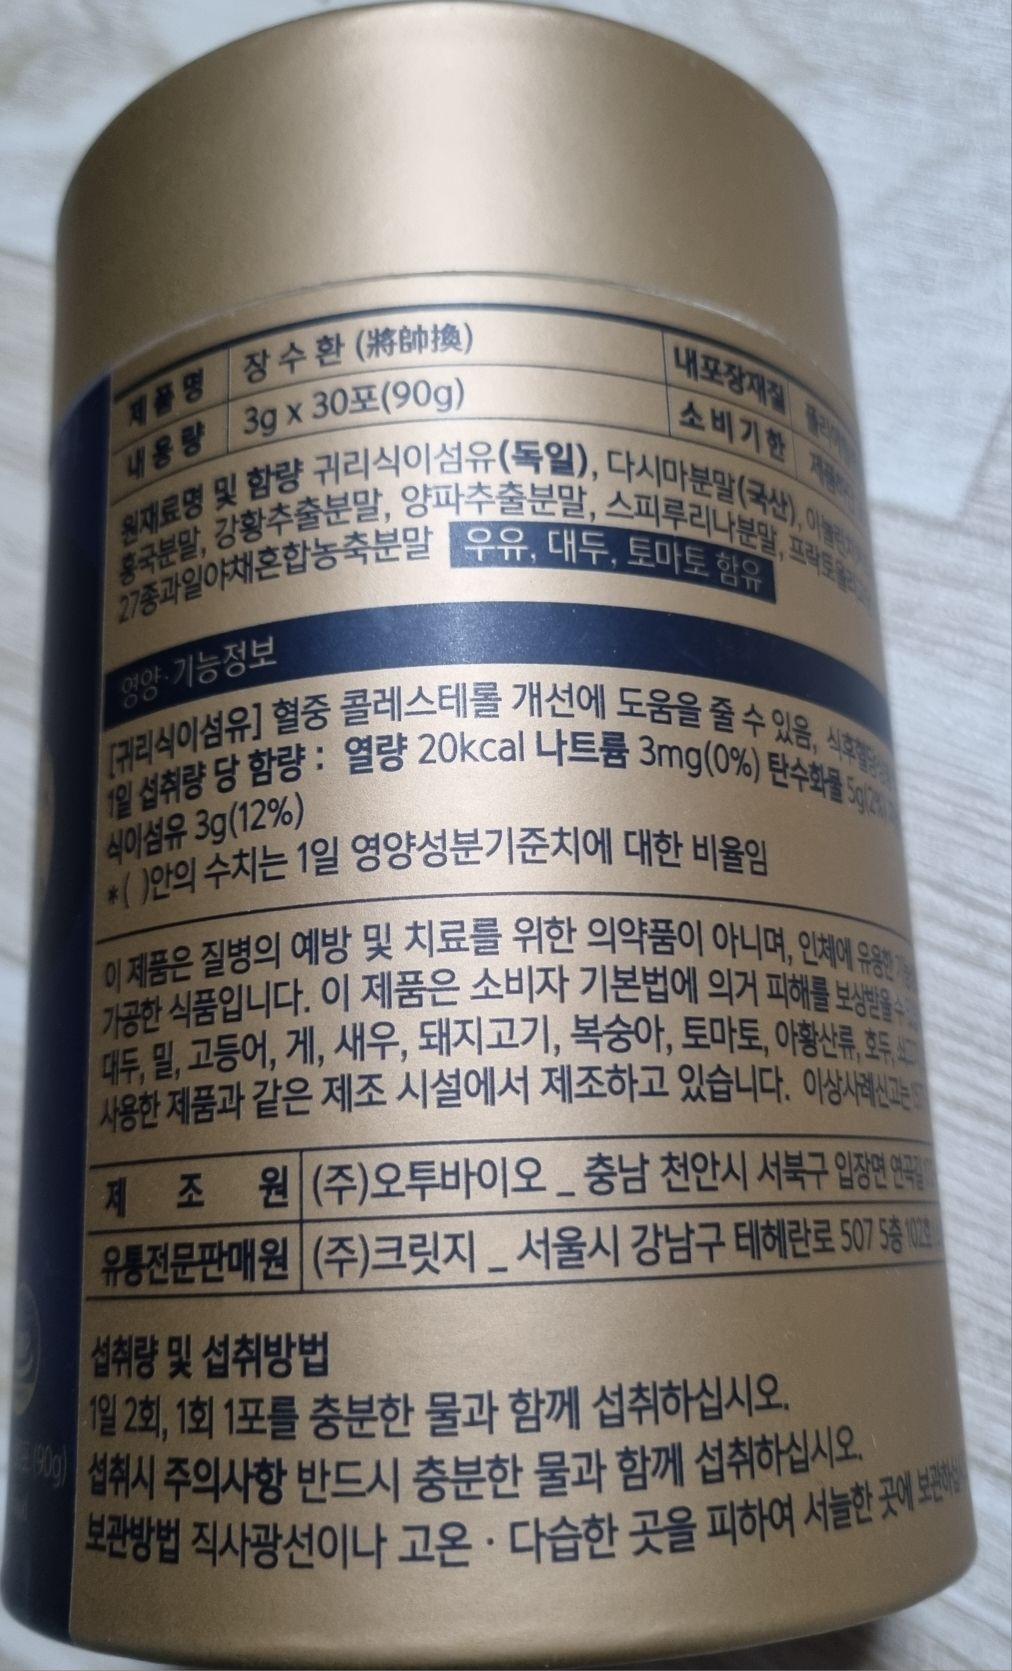 제품명 장수환 (將帥換) 내포장재질
내용량 3g x 30포(90g) 소비기한
원재료명 및 함량 귀리식이섬유(독일), 다시마분말(국산),
홍국분말, 강황추출분말, 양파추출분말, 스피루리나분말,
27종과일야채혼합농축분말 우유, 대두, 토마토 함유
영양·기능정보
[귀리식이섬유] 혈중 콜레스테롤 개선에 도움을 줄 수 있음,
1일 섭취량 당 함량 : 열량 20kcal 나트륨 3mg(0%) 탄수화물 5g(2%)
식이섬유 3g(12%)
*( )안의 수치는 1일 영양성분기준치에 대한 비율임
이 제품은 질병의 예방 및 치료를 위한 의약품이 아니며, 인체에 유용한
가공한 식품입니다. 이 제품은 소비자 기본법에 의거 피해를 보상받을 수
대두, 밀, 고등어, 게, 새우, 돼지고기, 복숭아, 토마토, 아황산류, 호두,
사용한 제품과 같은 제조 시설에서 제조하고 있습니다. 이상사례신고는
제조원 (주)오투바이오 _ 충남 천안시 서북구 입장면 연곡길
유통전문판매원 (주)크릿지 _ 서울시 강남구 테헤란로 507 5층 102호
섭취량 및 섭취방법
1일 2회, 1회 1포를 충분한 물과 함께 섭취하십시오.
섭취시 주의사항 반드시 충분한 물과 함께 섭취하십시오.
보관방법 직사광선이나 고온 · 다습한 곳을 피하여 서늘한 곳에
(90g)